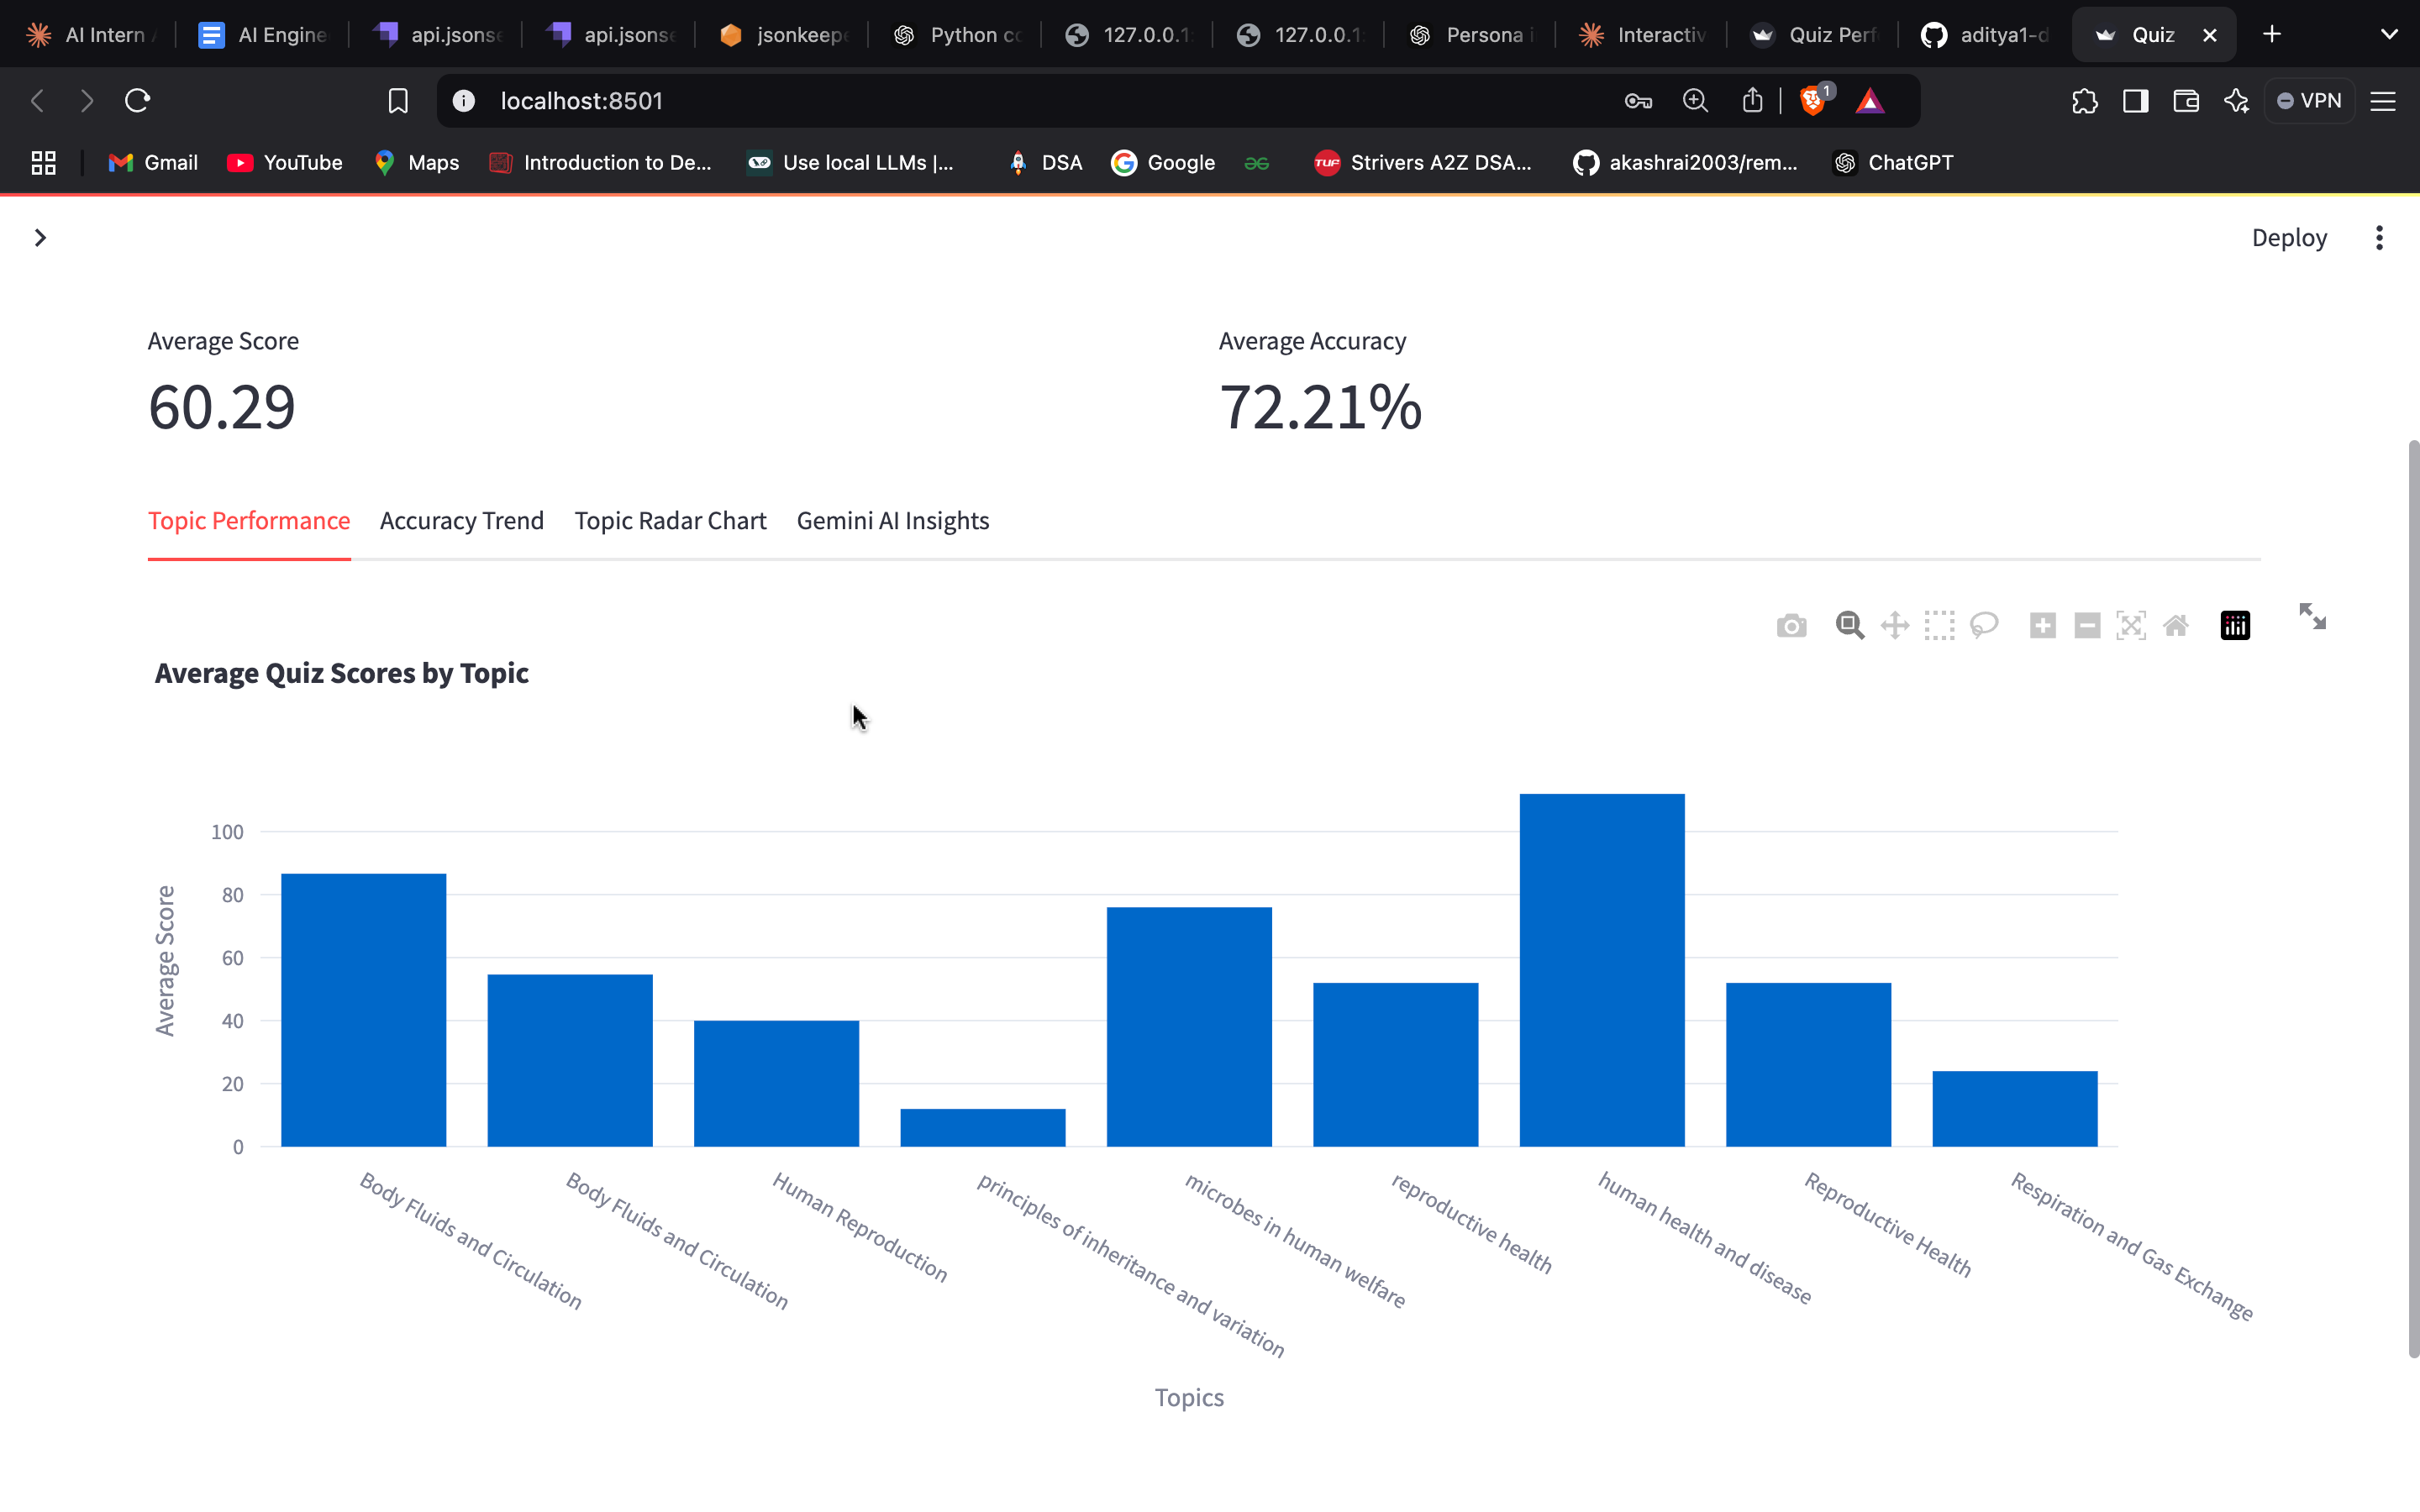 AI Intern
AI Engine
api.jsons
api.jsons
jsonkeep
Python co
127.0.0.1:
127.0.0.1:
Persona i
Interactiv
Quiz Perf
aditya1-d
Quiz
localhost:8501
1
VPN
Gmail
YouTube
Maps
Introduction to De...
Use local LLMs |...
DSA
Google
TUF
Strivers A2Z DSA...
akashrai2003/rem...
ChatGPT
Deploy
Average Score
60.29
Average Accuracy
72.21%
Topic Performance
Accuracy Trend
Topic Radar Chart
Gemini AI Insights
Average Quiz Scores by Topic
Average Score
100
80
60
40
20
0
Body Fluids and Circulation
Body Fluids and Circulation
Human Reproduction
principles of inheritance and variation
microbes in human welfare
reproductive health
human health and disease
Reproductive Health
Respiration and Gas Exchange
Topics